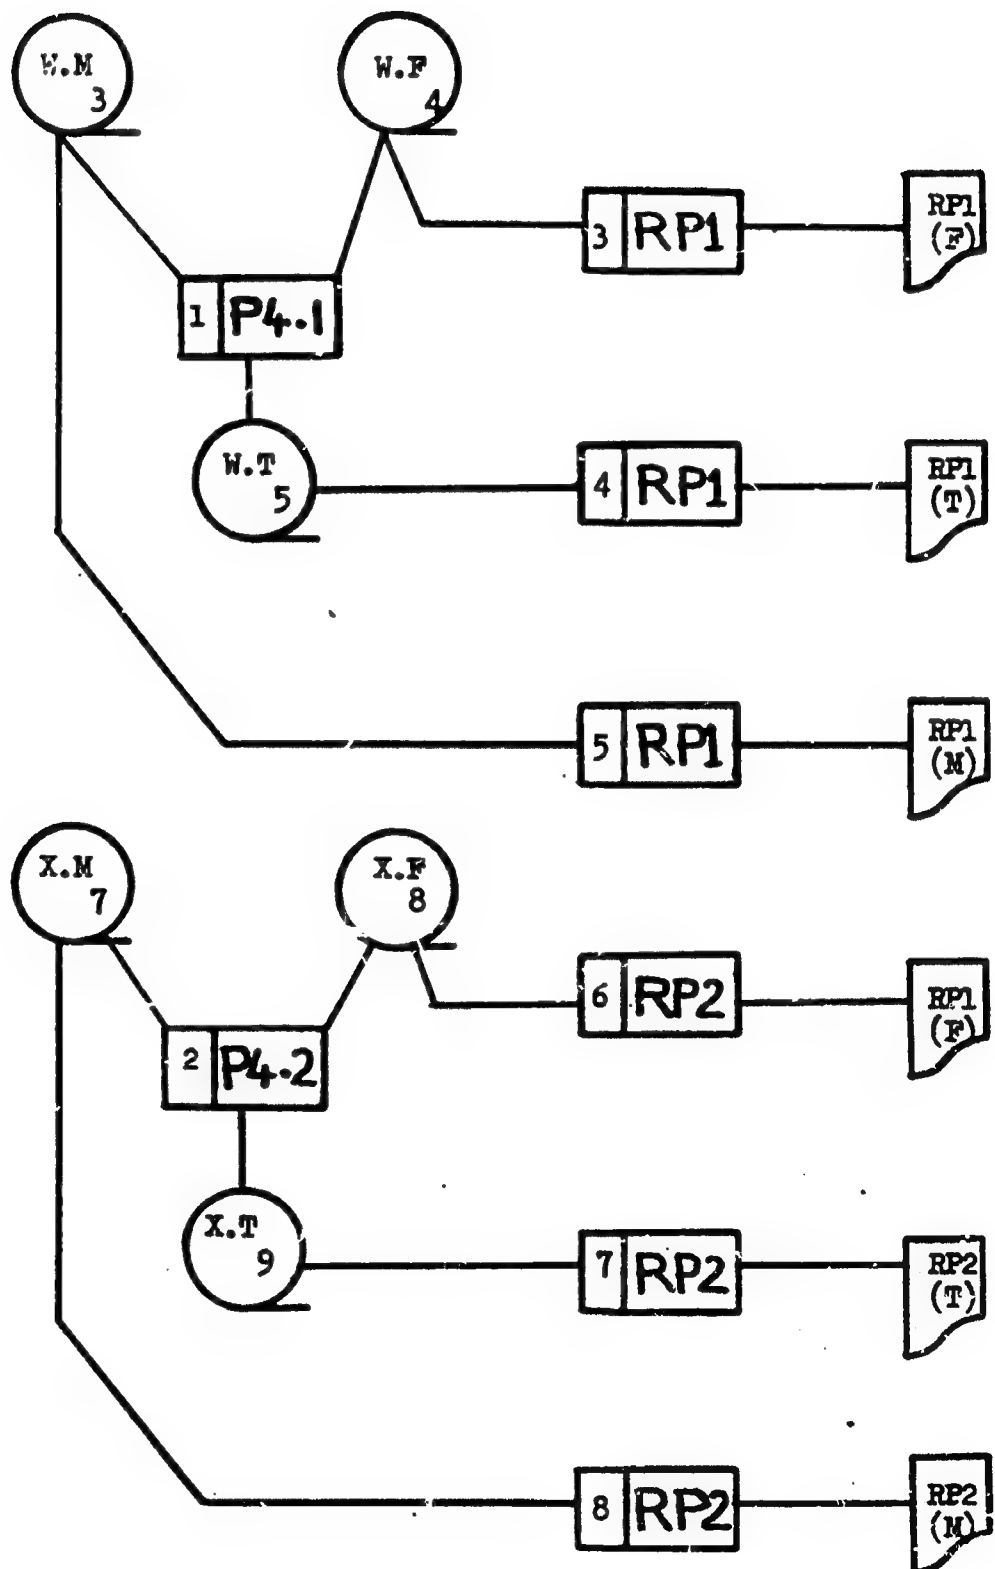 W.M
3
W.F
4
3 RP1
RP1
(F)
1 P4.1
W.T
5
4 RP1
RP1
(T)
5 RP1
RP1
(M)
X.M
7
X.F
8
6 RP2
RP1
(F)
2 P4.2
X.T
9
7 RP2
RP2
(T)
8 RP2
RP2
(M)